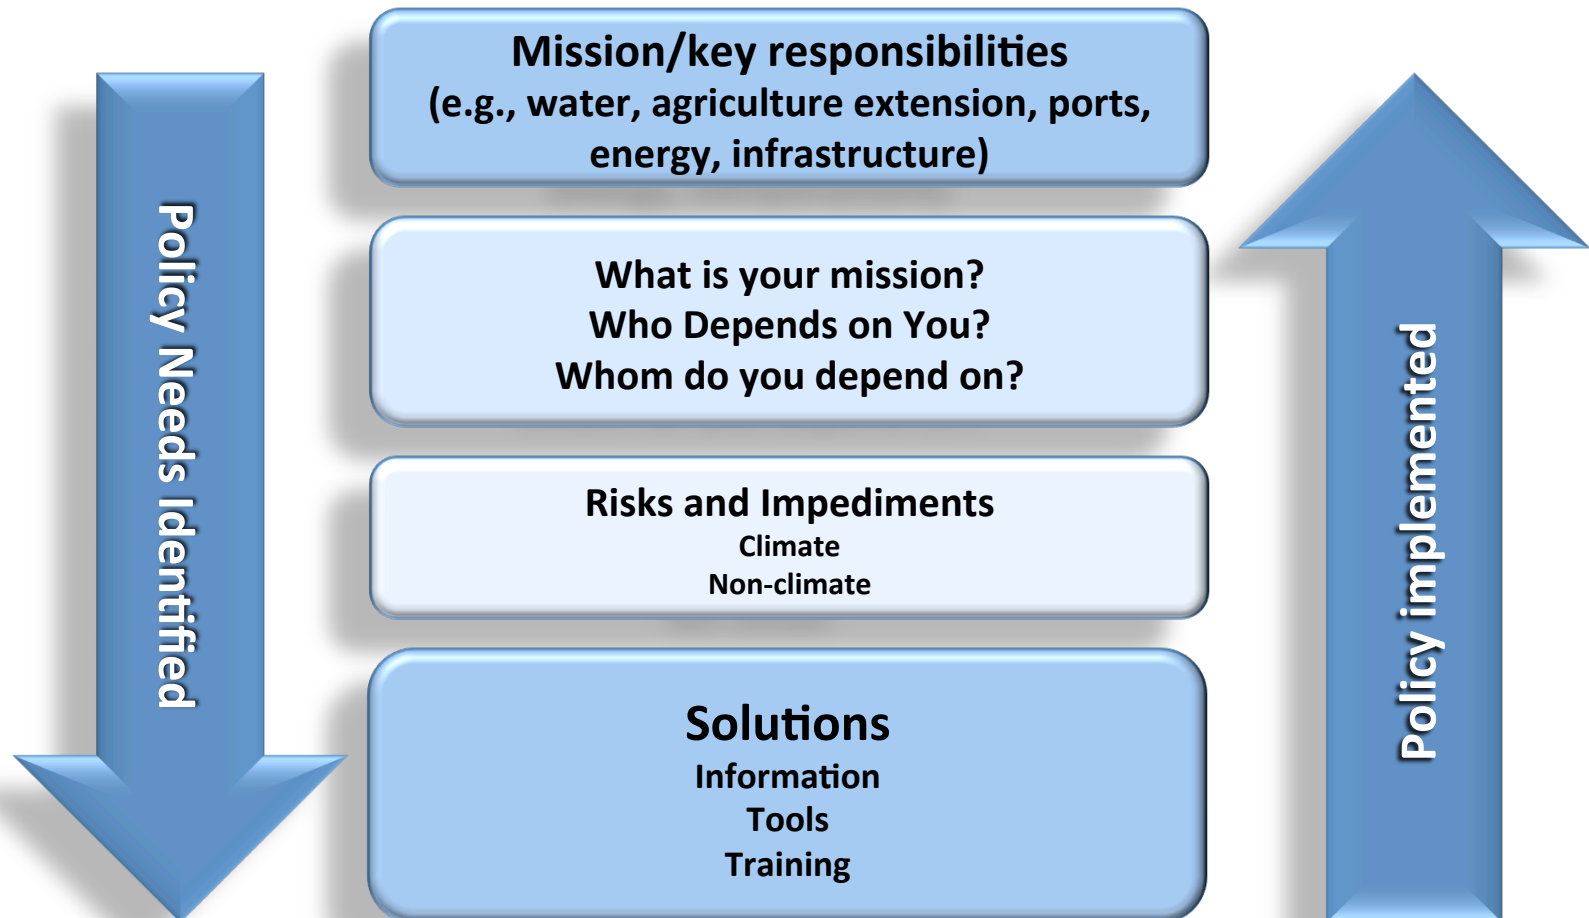 Mission/key responsibilities
(e.g., water, agriculture extension, ports,
energy, infrastructure)
Policy Needs Identified
What is your mission?
Who Depends on You?
Whom do you depend on?
Risks and Impediments
Climate
Non-climate
Solutions
Information
Tools
Training
Policy implemented